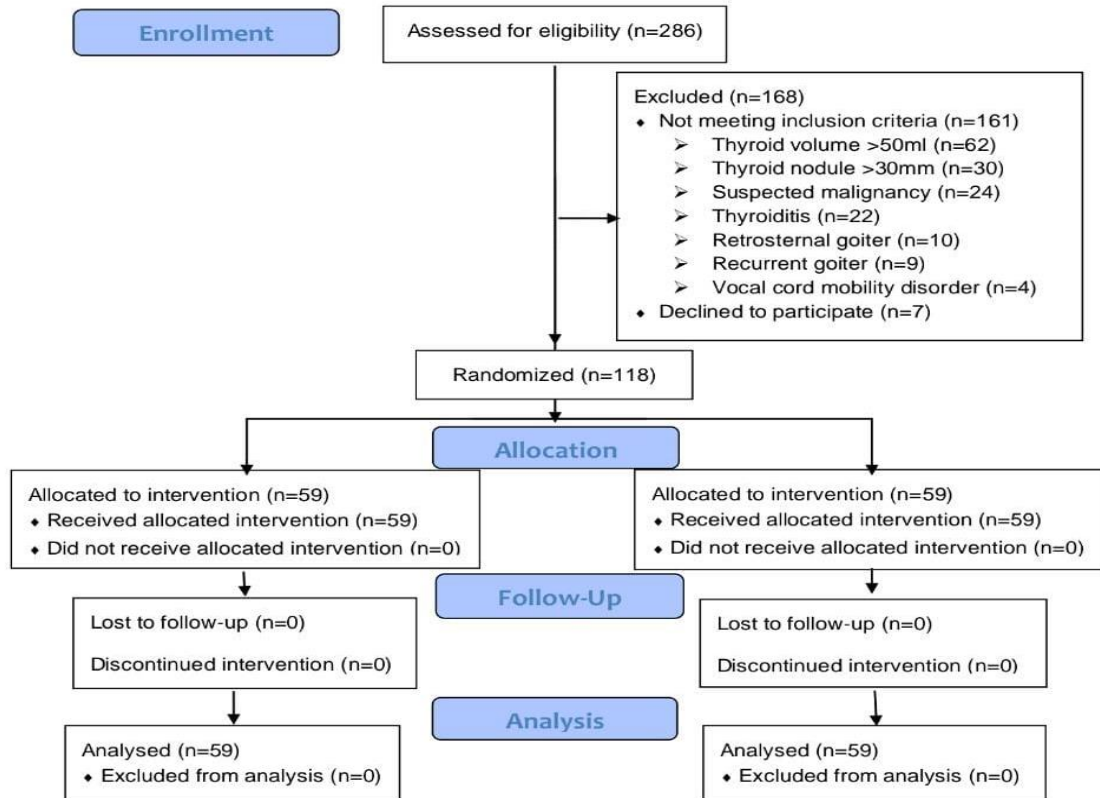 Enrollment
Assessed for eligibility (n=286)
Excluded (n=168)
⬥ Not meeting inclusion criteria (n=161)
➢ Thyroid volume >50ml (n=62)
➢ Thyroid nodule >30mm (n=30)
➢ Suspected malignancy (n=24)
➢ Thyroiditis (n=22)
➢ Retrosternal goiter (n=10)
➢ Recurrent goiter (n=9)
➢ Vocal cord mobility disorder (n=4)
⬥ Declined to participate (n=7)
Randomized (n=118)
Allocation
Allocated to intervention (n=59)
⬥ Received allocated intervention (n=59)
⬥ Did not receive allocated intervention (n=0)
Allocated to intervention (n=59)
⬥ Received allocated intervention (n=59)
⬥ Did not receive allocated intervention (n=0)
Follow-Up
Lost to follow-up (n=0)
Discontinued intervention (n=0)
Lost to follow-up (n=0)
Discontinued intervention (n=0)
Analysis
Analysed (n=59)
⬥ Excluded from analysis (n=0)
Analysed (n=59)
⬥ Excluded from analysis (n=0)